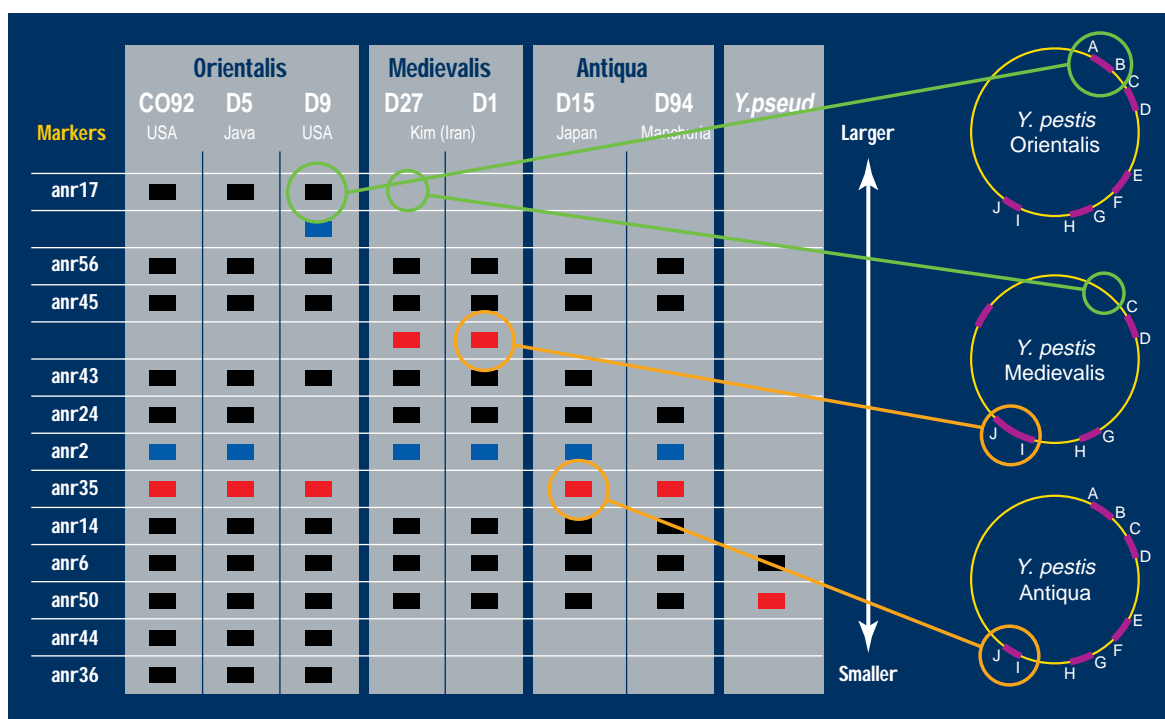 Orientalis Medievalis Antiqua
CO92 D5 D9 D27 D1 D15 D94 Y.pseud
Markers USA Java USA Kim (Iran) Japan Manchuria Larger
anr17
anr56
anr45
anr43
anr24
anr2
anr35
anr14
anr6
anr50
anr44
anr36 Smaller
A
B
C
D
Y. pestis
Orientalis
E
F
G
H
I
J
C
D
Y. pestis
Medievalis
G
H
I
J
A
B
C
D
Y. pestis
Antiqua
E
F
G
H
I
J